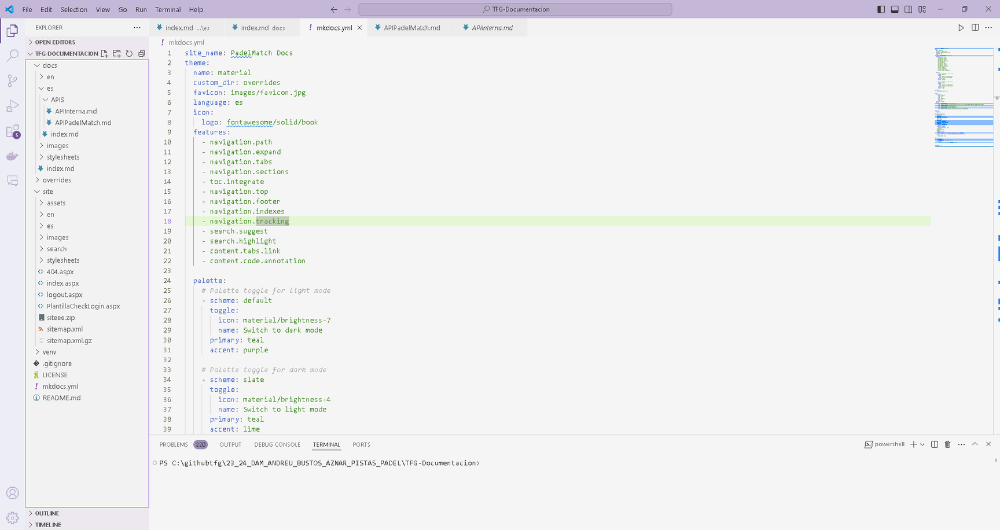 File Edit Selection View Go Run Terminal Help
TFG-Documentacion
EXPLORER
OPEN EDITORS
TFG-DOCUMENTACION
docs
en
es
APIS
APIInterna.md
APIPadelMatch.md
index.md
images
stylesheets
index.md
overrides
site
assets
en
es
images
search
stylesheets
404.aspx
index.aspx
logout.aspx
PlantillaCheckLogin.aspx
siteee.zip
sitemap.xml
sitemap.xml.gz
venv
.gitignore
LICENSE
mkdocs.yml
README.md
OUTLINE
TIMELINE
5
index.md ...\es index.md docs mkdocs.yml APIPadelMatch.md APIInterna.md
mkdocs.yml
1 site_name: PadelMatch Docs
2 theme:
3 name: material
4 custom_dir: overrides
5 favicon: images/favicon.jpg
6 language: es
7 icon:
8 logo: fontawesome/solid/book
9 features:
10 - navigation.path
11 - navigation.expand
12 - navigation.tabs
13 - navigation.sections
14 - toc.integrate
15 - navigation.top
16 - navigation.footer
17 - navigation.indexes
18 - navigation.tracking
19 - search.suggest
20 - search.highlight
21 - content.tabs.link
22 - content.code.annotation
23
24 palette:
25 # Palette toggle for light mode
26 - scheme: default
27 toggle:
28 icon: material/brightness-7
29 name: Switch to dark mode
30 primary: teal
31 accent: purple
32
33 # Palette toggle for dark mode
34 - scheme: slate
35 toggle:
36 icon: material/brightness-4
37 name: Switch to light mode
38 primary: teal
39 accent: lime
PROBLEMS 220 OUTPUT DEBUG CONSOLE TERMINAL PORTS
powershell
PS C:\githubtfg\23_24_DAM_ANDREU_BUSTOS_AZNAR_PISTAS_PADEL\TFG-Documentacion>